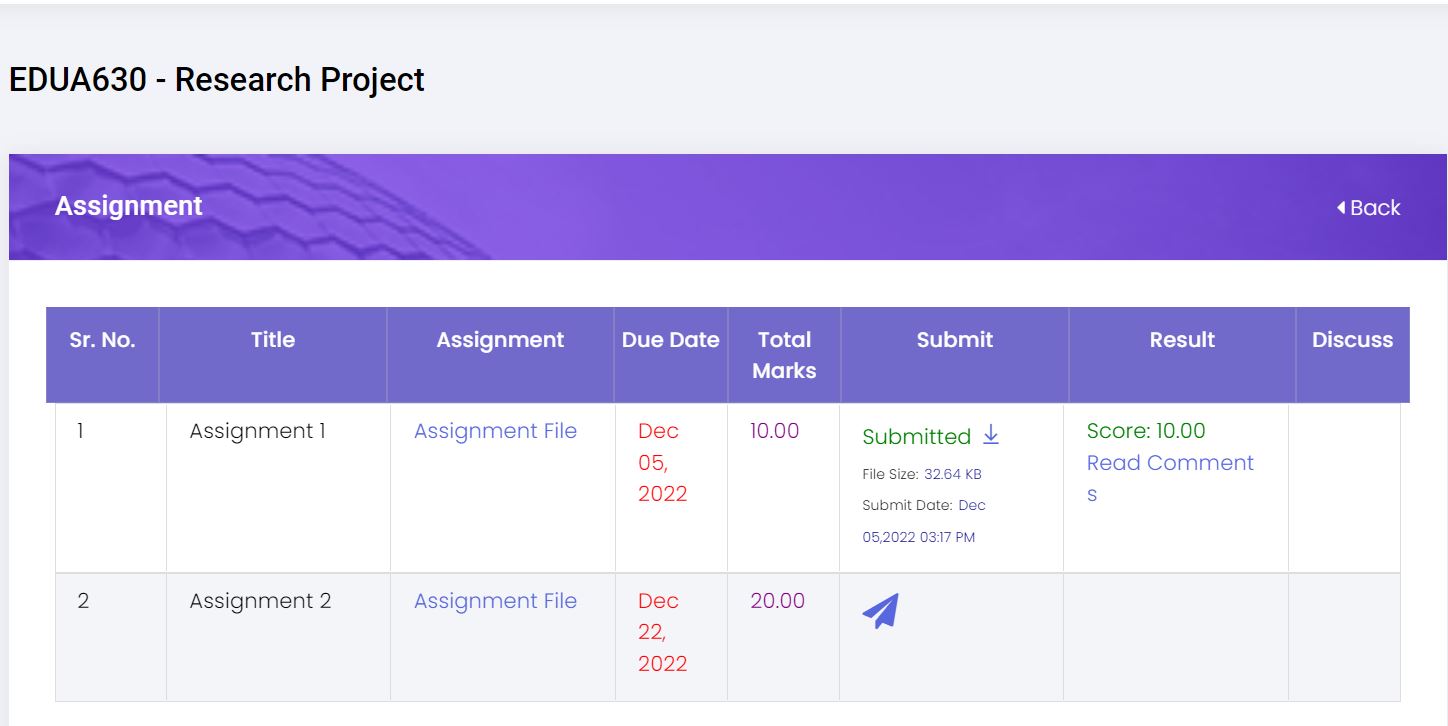 EDUA630 - Research Project
Assignment
Back
Sr. No. Title Assignment Due Date Total Marks Submit Result Discuss
1 Assignment 1 Assignment File Dec 05, 2022 10.00 Submitted Score: 10.00
File Size: 32.64 KB Read Comment
Submit Date: Dec s
05,2022 03:17 PM
2 Assignment 2 Assignment File Dec 22, 2022 20.00